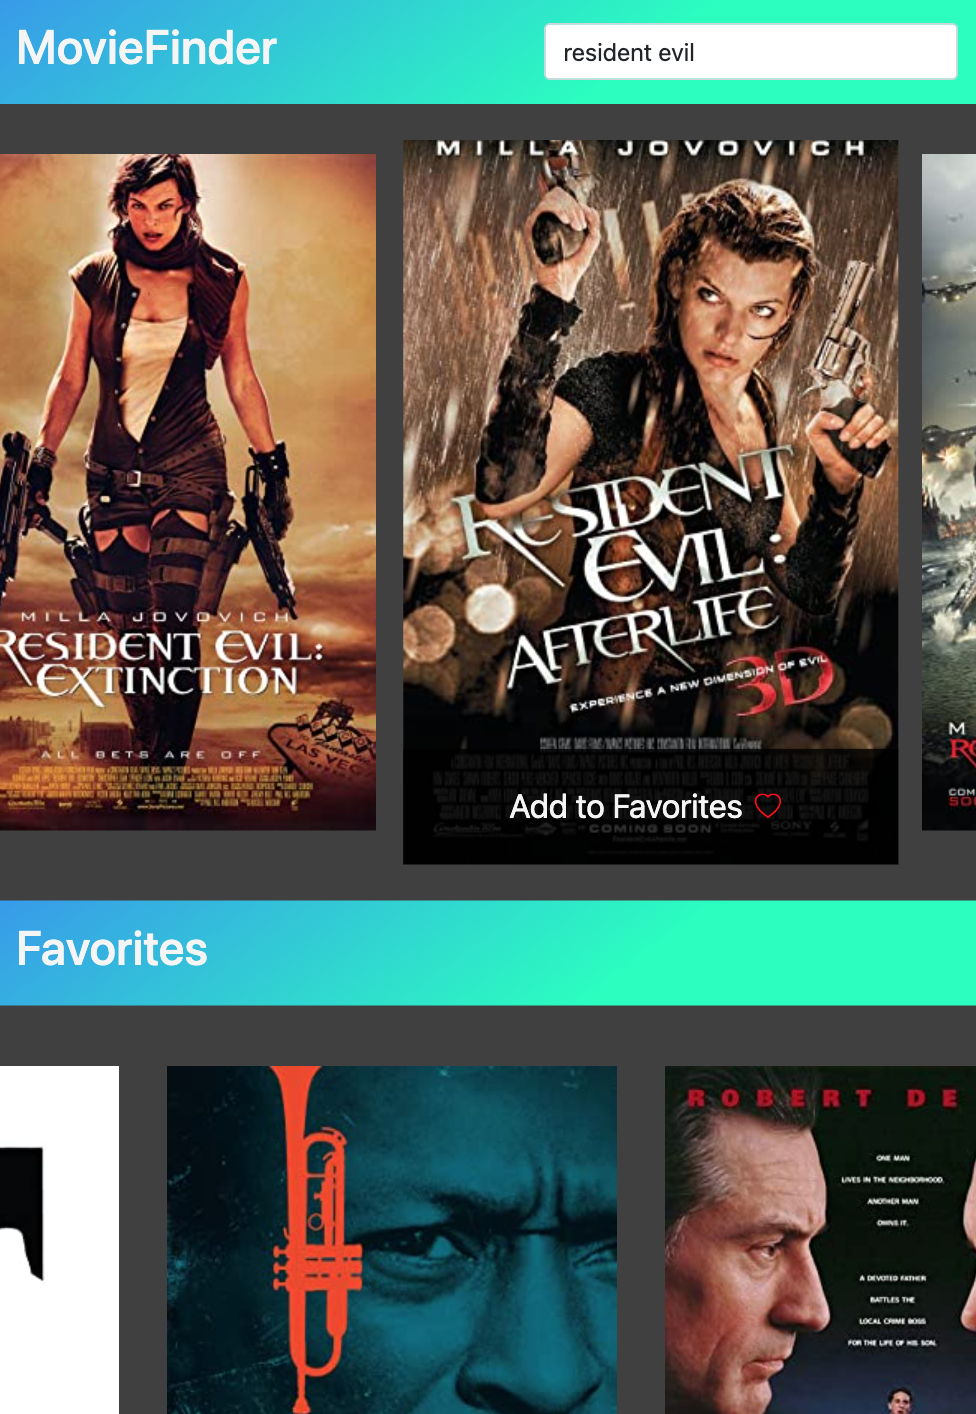 MovieFinder
resident evil
MILLA JOVOVICH
RESIDENT EVIL:
EXTINCTION
ALL BETS ARE OFF
LAS VEG
MILLA JOVOVICH
RESIDENT
EVIL:
AFTERLIFE
EXPERIENCE A NEW DIMENSION OF EVIL
3D
COMING SOON
SONY
Add to Favorites
M
COM
SOO
Favorites
ROBERT DE
ONE MAN
LIVES IN THE NEIGHBORHOOD.
ANOTHER MAN
OWNS IT.
A DEVOTED FATHER
BATTLES THE
LOCAL CRIME BOSS
FOR THE LIFE OF HIS SON.